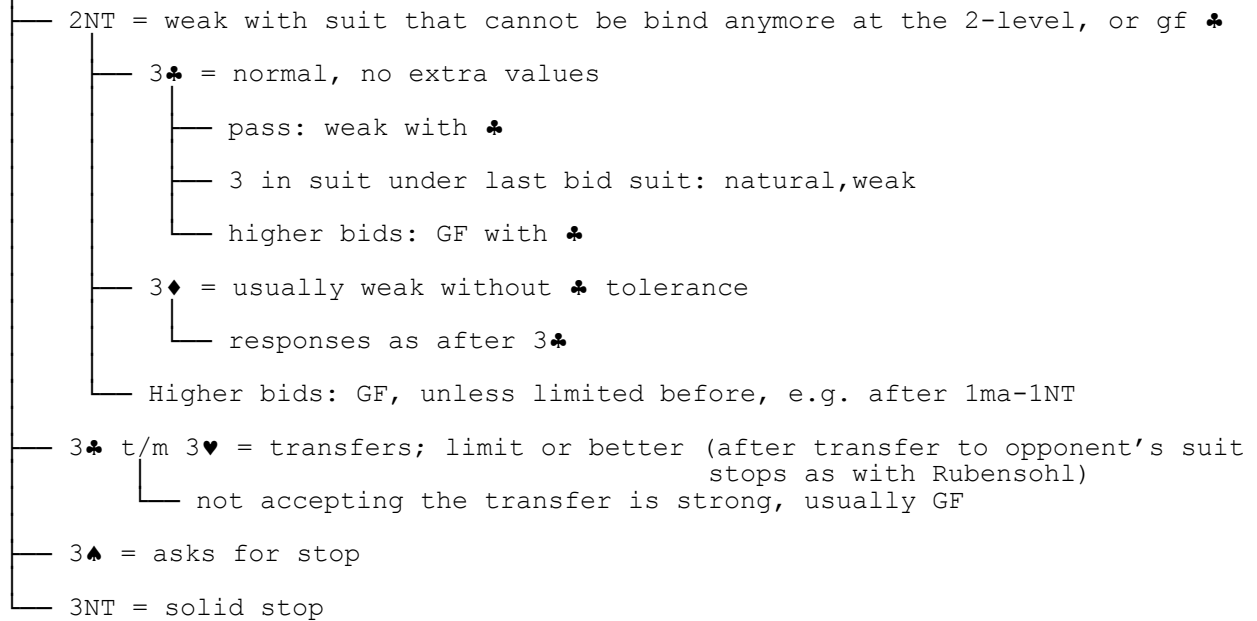 2NT = weak with suit that cannot be bind anymore at the 2-level, or gf ♣
3♣ = normal, no extra values
pass: weak with ♣
3 in suit under last bid suit: natural,weak
higher bids: GF with ♣
3♦ = usually weak without ♣ tolerance
responses as after 3♣
Higher bids: GF, unless limited before, e.g. after 1ma-1NT
3♣ t/m 3♥ = transfers; limit or better (after transfer to opponent’s suit
stops as with Rubensohl)
not accepting the transfer is strong, usually GF
3♠ = asks for stop
3NT = solid stop